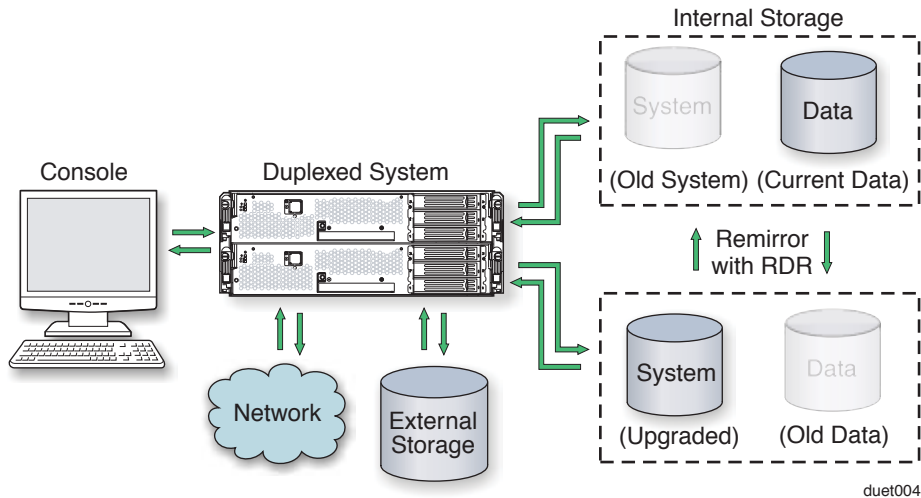 Internal Storage
System
Data
(Old System)
(Current Data)
Console
Duplexed System
Remirror
with RDR
Network
External
Storage
System
Data
(Upgraded)
(Old Data)
duet004